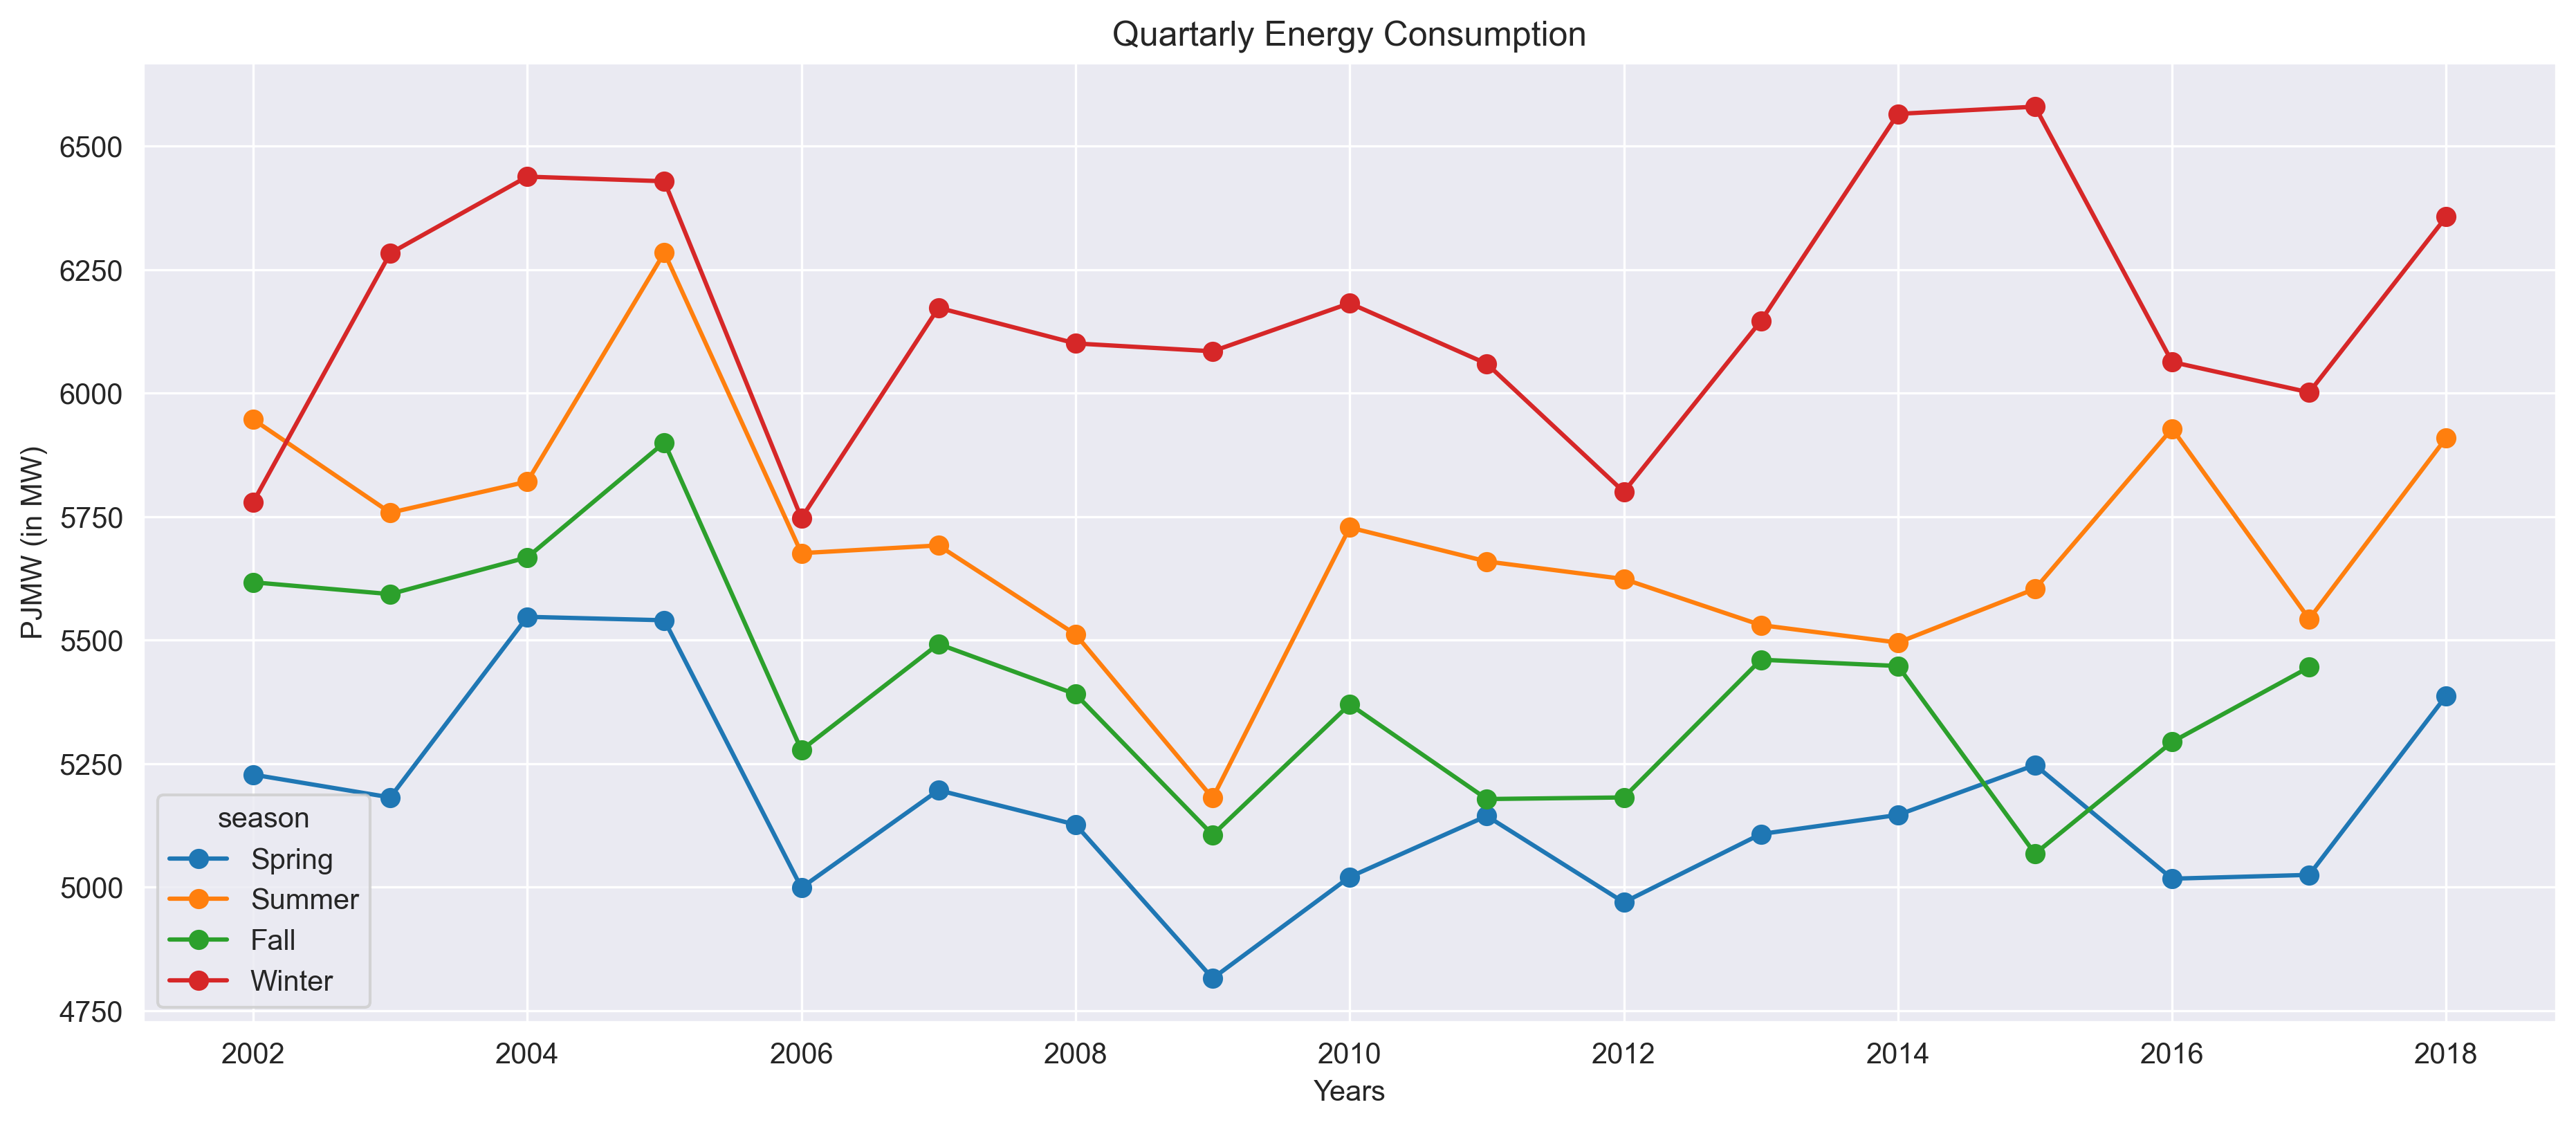 Quartarly Energy Consumption
6500
6250
6000
5750
5500
5250
5000
4750
PJMW (in MW)
season
Spring
Summer
Fall
Winter
2002 2004 2006 2008 2010 2012 2014 2016 2018
Years